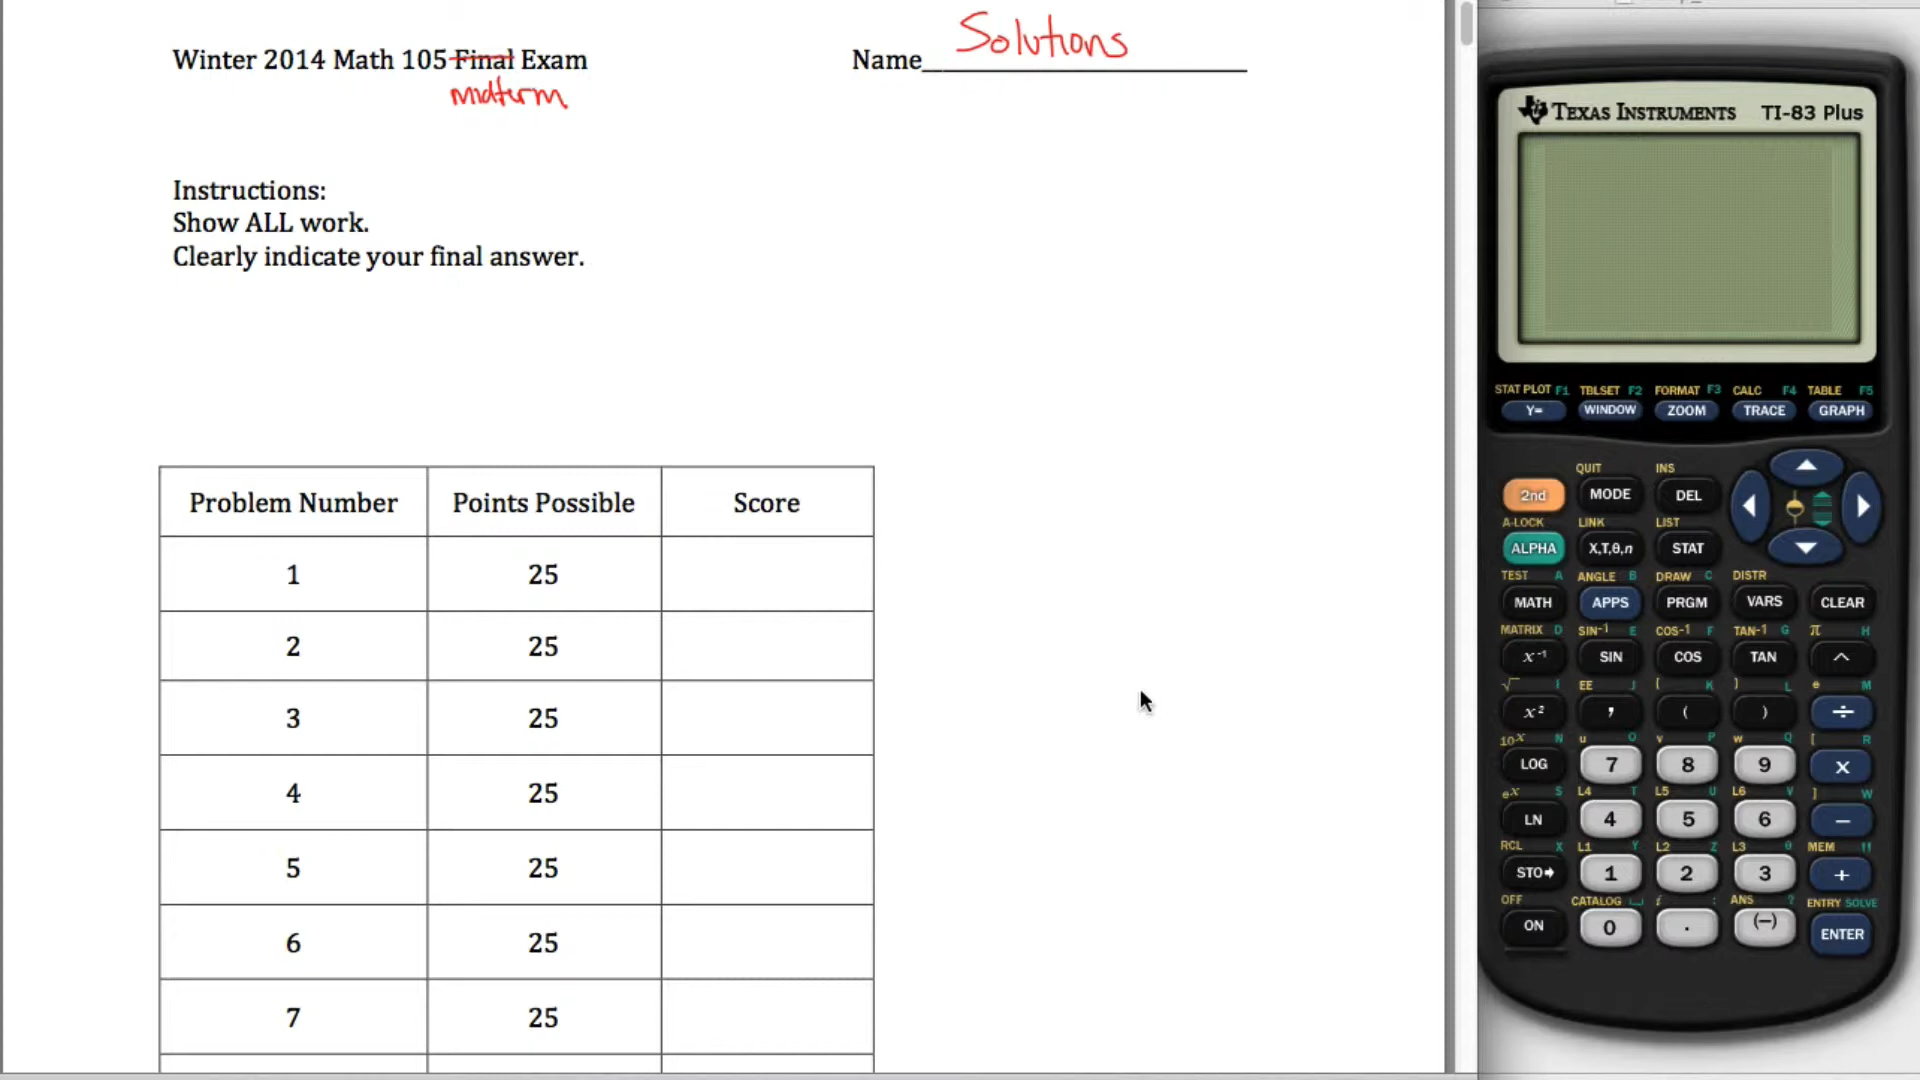 Solutions
Winter 2014 Math 105 Final Exam
Name
midterm
Instructions:
Show ALL work.
Clearly indicate your final answer.
Problem Number Points Possible Score
1 25
2 25
3 25
4 25
5 25
6 25
7 25
TEXAS INSTRUMENTS TI-83 Plus
STAT PLOT F1 TBLSET F2 FORMAT F3 CALC F4 TABLE F5
Y= WINDOW ZOOM TRACE GRAPH
QUIT INS
2nd MODE DEL
A-LOCK LINK LIST
ALPHA X,T,θ,n STAT
TEST A ANGLE B DRAW C DISTR
MATH APPS PRGM VARS CLEAR
MATRIX D SIN-1 E COS-1 F TAN-1 G π H
x-1 SIN COS TAN ^
√ I EE J { K } L e M
x2 , ( ) ÷
10x N u O v P w Q [ R
LOG 7 8 9 ×
ex S L4 T L5 U L6 V ] W
LN 4 5 6 −
RCL X L1 Y L2 Z L3 θ MEM "
STO➔ 1 2 3 +
OFF CATALOG i : ANS ? ENTRY SOLVE
ON 0 . (−) ENTER